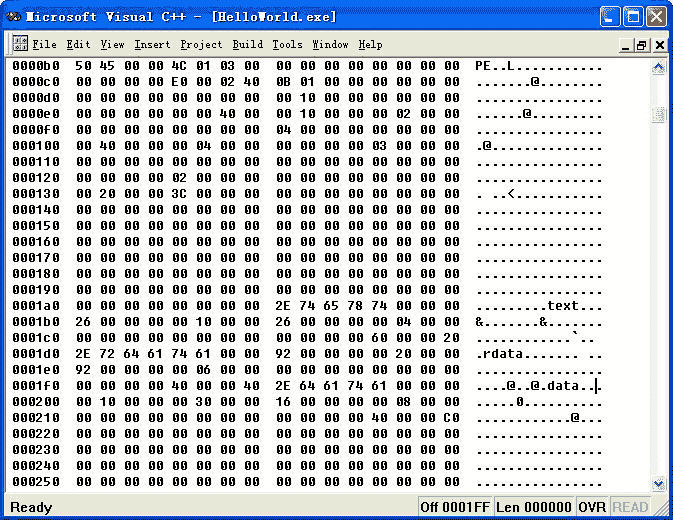 Microsoft Visual C++ - [HelloWorld.exe]
File Edit View Insert Project Build Tools Window Help
0000b0 50 45 00 00 4C 01 03 00 00 00 00 00 00 00 00 00 PE..L...........
0000c0 00 00 00 00 E0 00 02 40 0B 01 00 00 00 00 00 00 .......@........
0000d0 00 00 00 00 00 00 00 00 00 10 00 00 00 00 00 00 ................
0000e0 00 00 00 00 00 00 40 00 00 10 00 00 00 02 00 00 ......@.........
0000f0 00 00 00 00 00 00 00 00 04 00 00 00 00 00 00 00 ................
000100 00 40 00 00 00 04 00 00 00 00 00 00 03 00 00 00 .@..............
000110 00 00 00 00 00 00 00 00 00 00 00 00 00 00 00 00 ................
000120 00 00 00 00 02 00 00 00 00 00 00 00 00 00 00 00 ................
000130 00 20 00 00 3C 00 00 00 00 00 00 00 00 00 00 00 . ..<...........
000140 00 00 00 00 00 00 00 00 00 00 00 00 00 00 00 00 ................
000150 00 00 00 00 00 00 00 00 00 00 00 00 00 00 00 00 ................
000160 00 00 00 00 00 00 00 00 00 00 00 00 00 00 00 00 ................
000170 00 00 00 00 00 00 00 00 00 00 00 00 00 00 00 00 ................
000180 00 00 00 00 00 00 00 00 00 00 00 00 00 00 00 00 ................
000190 00 00 00 00 00 00 00 00 00 00 00 00 00 00 00 00 ................
0001a0 00 00 00 00 00 00 00 00 2E 74 65 78 74 00 00 00 .........text...
0001b0 26 00 00 00 00 10 00 00 26 00 00 00 00 04 00 00 &.......&.......
0001c0 00 00 00 00 00 00 00 00 00 00 00 00 60 00 00 20 ............`..
0001d0 2E 72 64 61 74 61 00 00 92 00 00 00 00 20 00 00 .rdata....... ..
0001e0 92 00 00 00 00 06 00 00 00 00 00 00 00 00 00 00 ................
0001f0 00 00 00 00 40 00 00 40 2E 64 61 74 61 00 00 00 ....@..@.data...
000200 00 10 00 00 00 30 00 00 16 00 00 00 00 08 00 00 .....0..........
000210 00 00 00 00 00 00 00 00 00 00 00 00 40 00 00 C0 ............@...
000220 00 00 00 00 00 00 00 00 00 00 00 00 00 00 00 00 ................
000230 00 00 00 00 00 00 00 00 00 00 00 00 00 00 00 00 ................
000240 00 00 00 00 00 00 00 00 00 00 00 00 00 00 00 00 ................
000250 00 00 00 00 00 00 00 00 00 00 00 00 00 00 00 00 ................
Ready Off 0001FF Len 000000 OVR READ